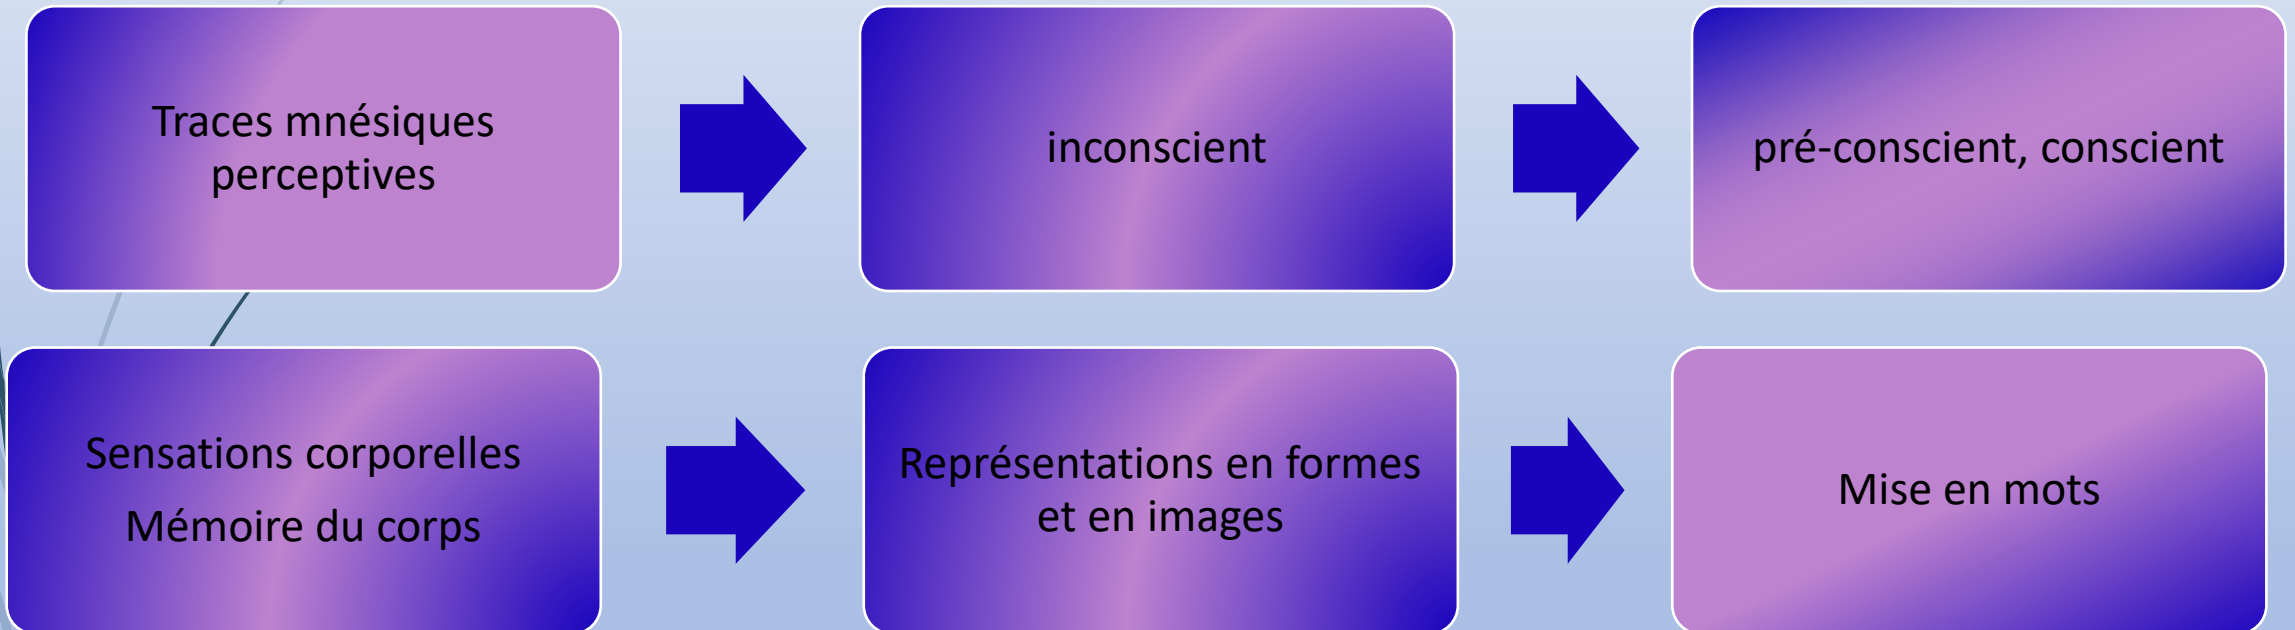 Traces mnésiques
perceptives
inconscient
pré-conscient, conscient
Sensations corporelles
Mémoire du corps
Représentations en formes
et en images
Mise en mots